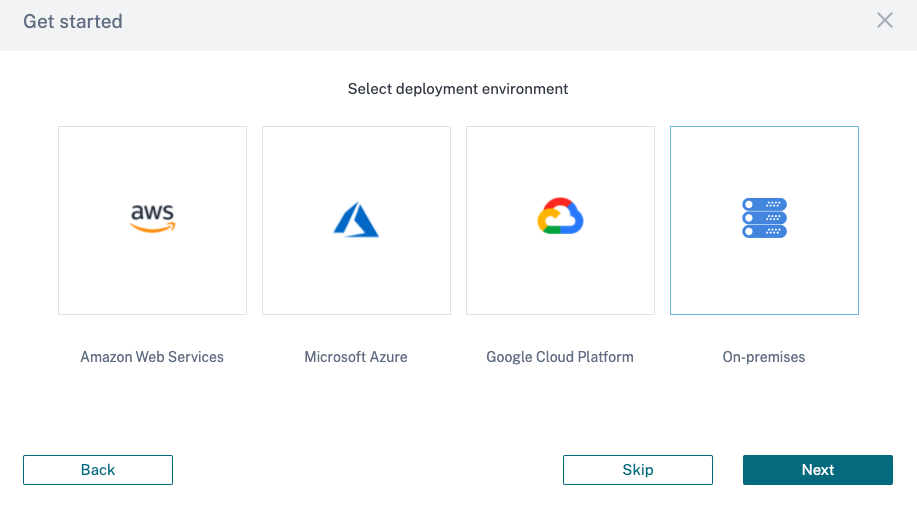 Get started
Select deployment environment
aws
Amazon Web Services
Microsoft Azure
Google Cloud Platform
On-premises
Back
Skip
Next